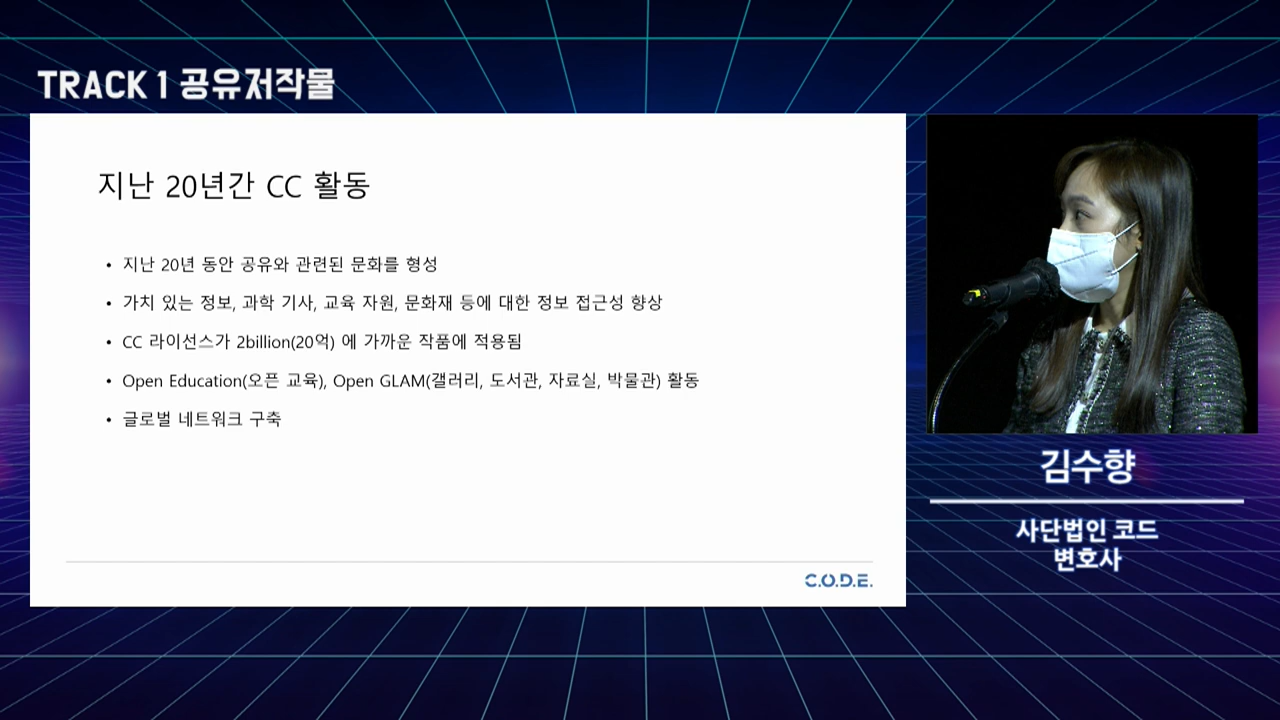 TRACK 1 공유저작물
지난 20년간 CC 활동
• 지난 20년 동안 공유와 관련된 문화를 형성
• 가치 있는 정보, 과학 기사, 교육 자원, 문화재 등에 대한 정보 접근성 향상
• CC 라이선스가 2billion(20억) 에 가까운 작품에 적용됨
• Open Education(오픈 교육), Open GLAM(갤러리, 도서관, 자료실, 박물관) 활동
• 글로벌 네트워크 구축
C.O.D.E.
김수향
사단법인 코드
변호사